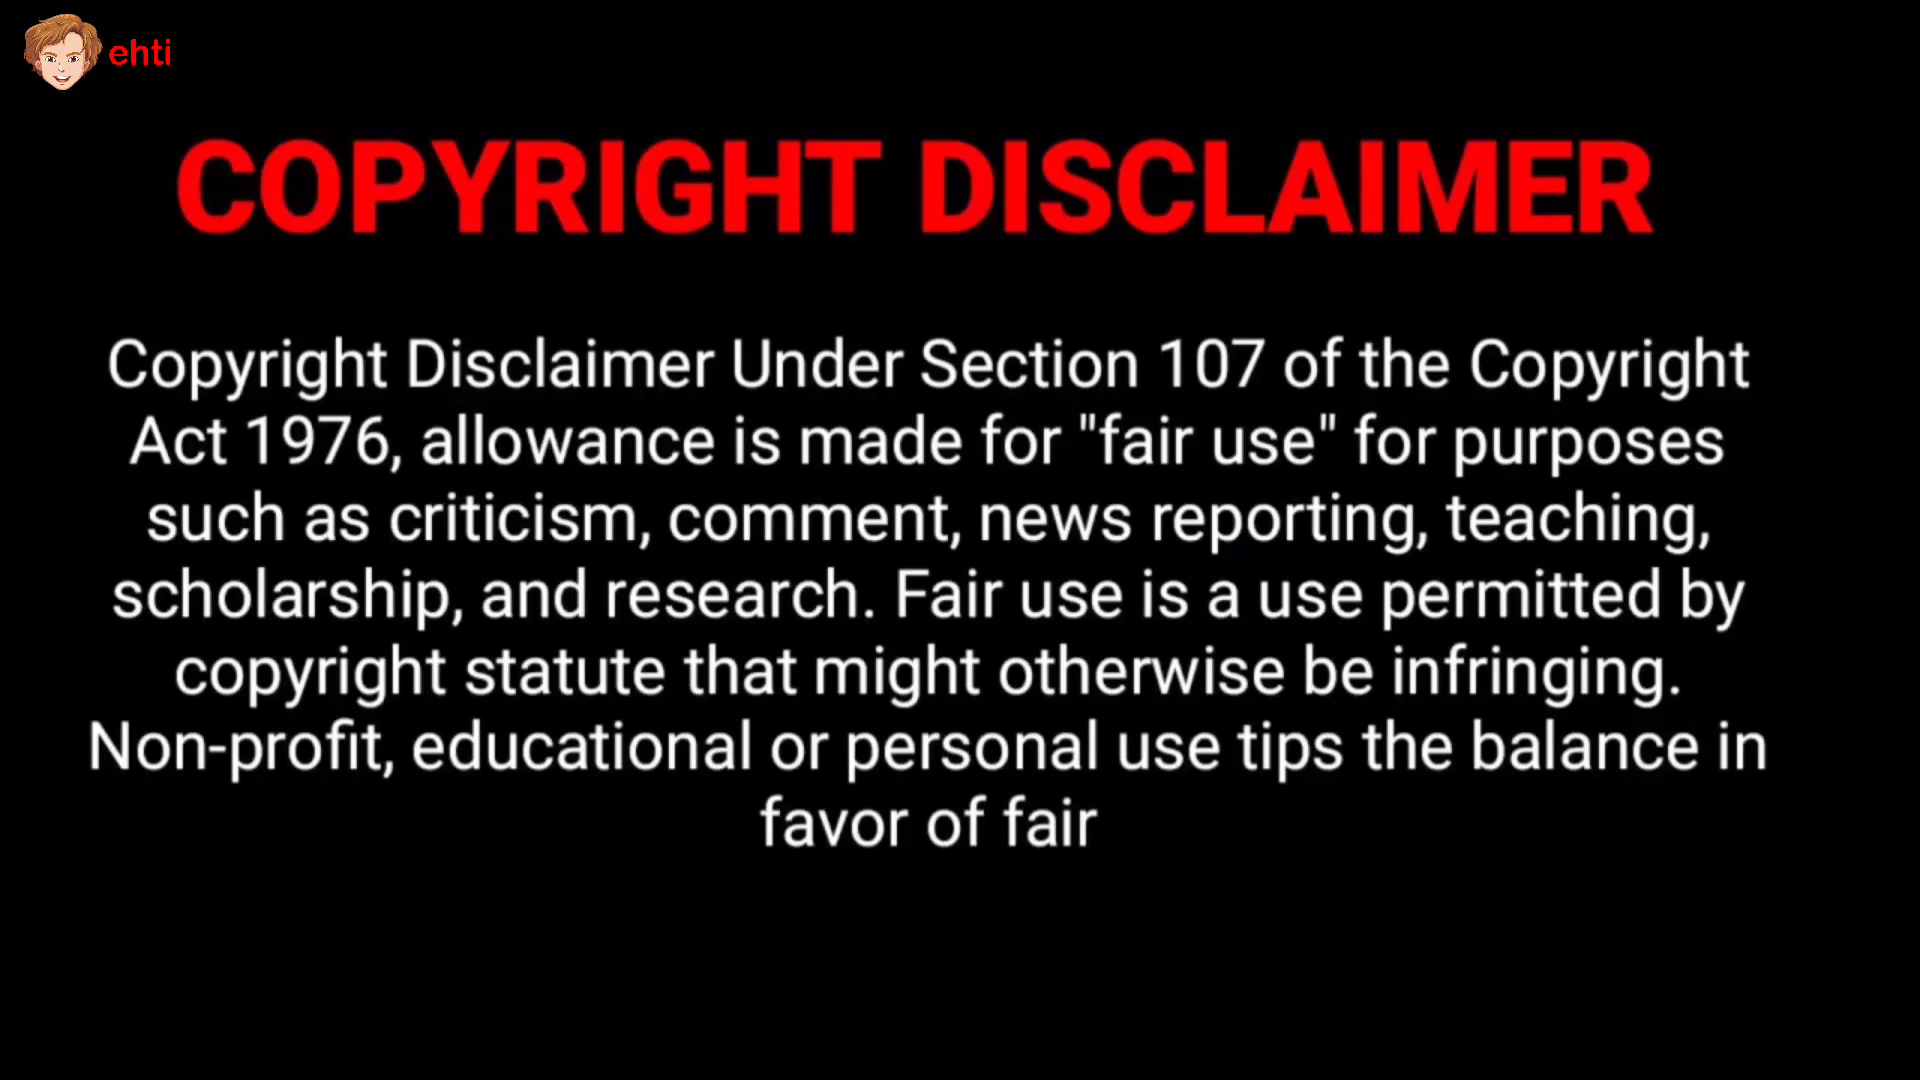 ehti
COPYRIGHT DISCLAIMER
Copyright Disclaimer Under Section 107 of the Copyright
Act 1976, allowance is made for "fair use" for purposes
such as criticism, comment, news reporting, teaching,
scholarship, and research. Fair use is a use permitted by
copyright statute that might otherwise be infringing.
Non-profit, educational or personal use tips the balance in
favor of fair